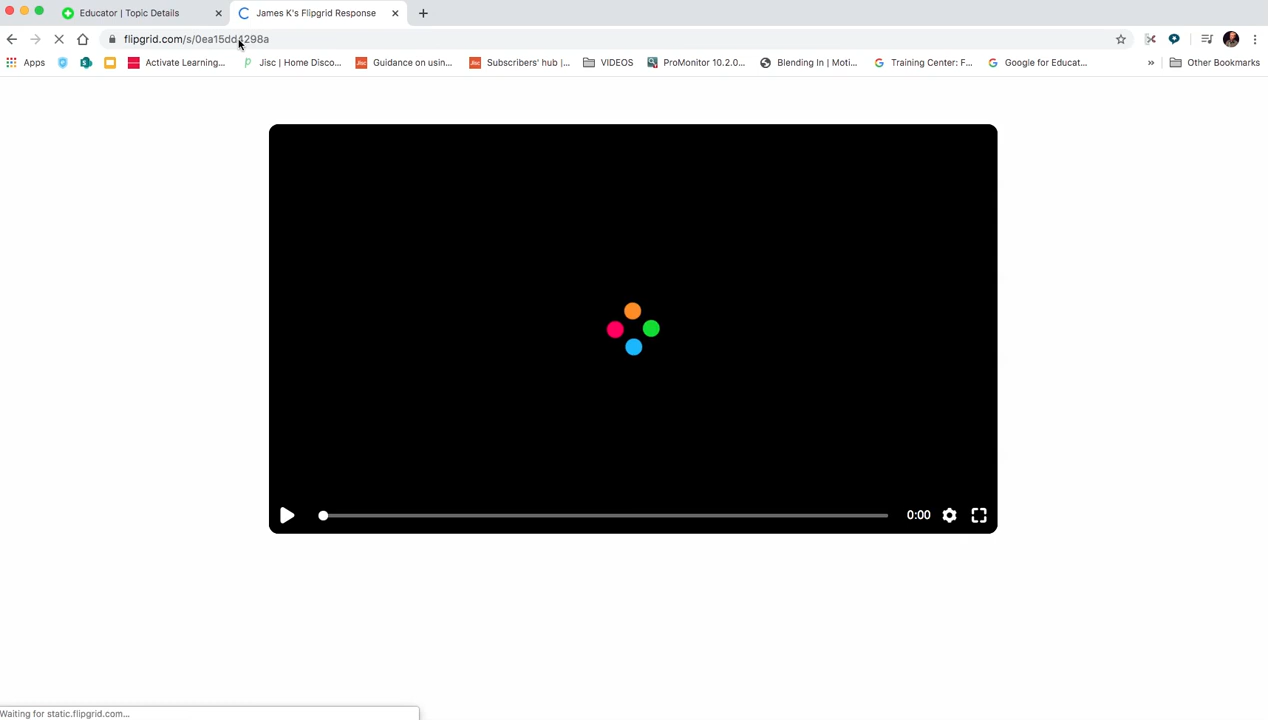 Educator | Topic Details
James K's Flipgrid Response
flipgrid.com/s/0ea15dd4298a
Apps
Activate Learning...
Jisc | Home Disco...
Guidance on usin...
Subscribers' hub |...
VIDEOS
ProMonitor 10.2.0...
Blending In | Moti...
Training Center: F...
Google for Educat...
»
Other Bookmarks
0:00
Waiting for static.flipgrid.com...